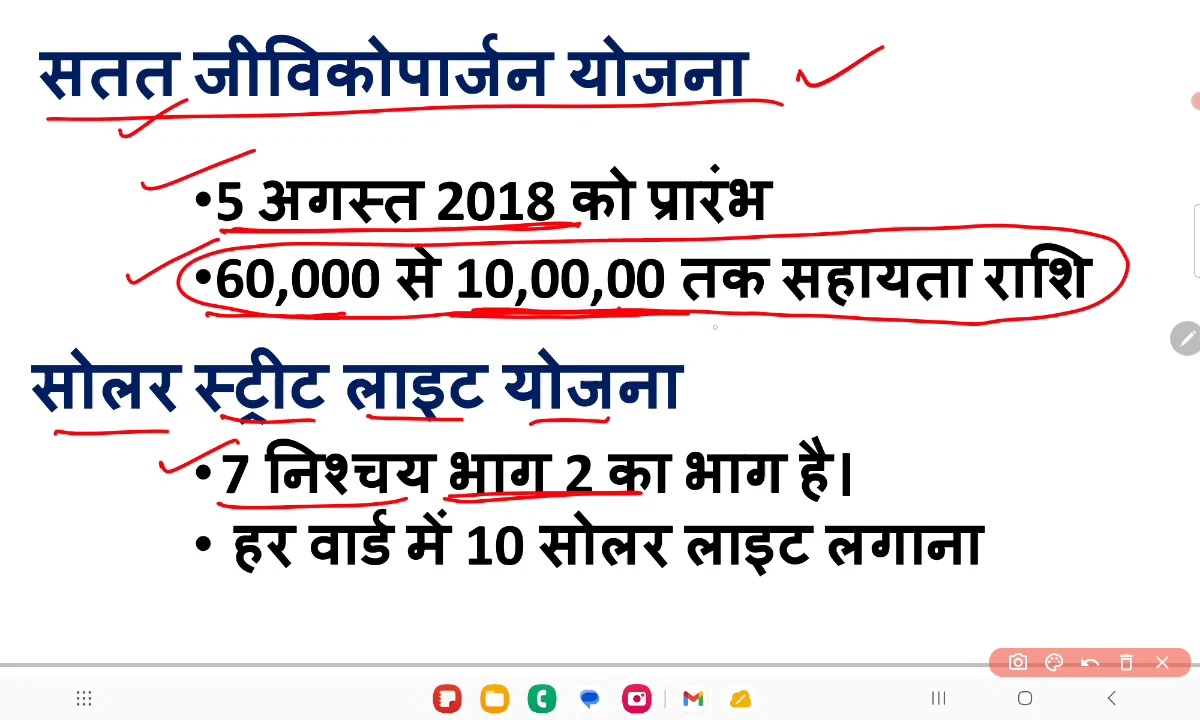 सतत जीविकोपार्जन योजना
•5 अगस्त 2018 को प्रारंभ
•60,000 से 10,00,00 तक सहायता राशि
सोलर स्ट्रीट लाइट योजना
•7 निश्चय भाग 2 का भाग है।
• हर वार्ड में 10 सोलर लाइट लगाना